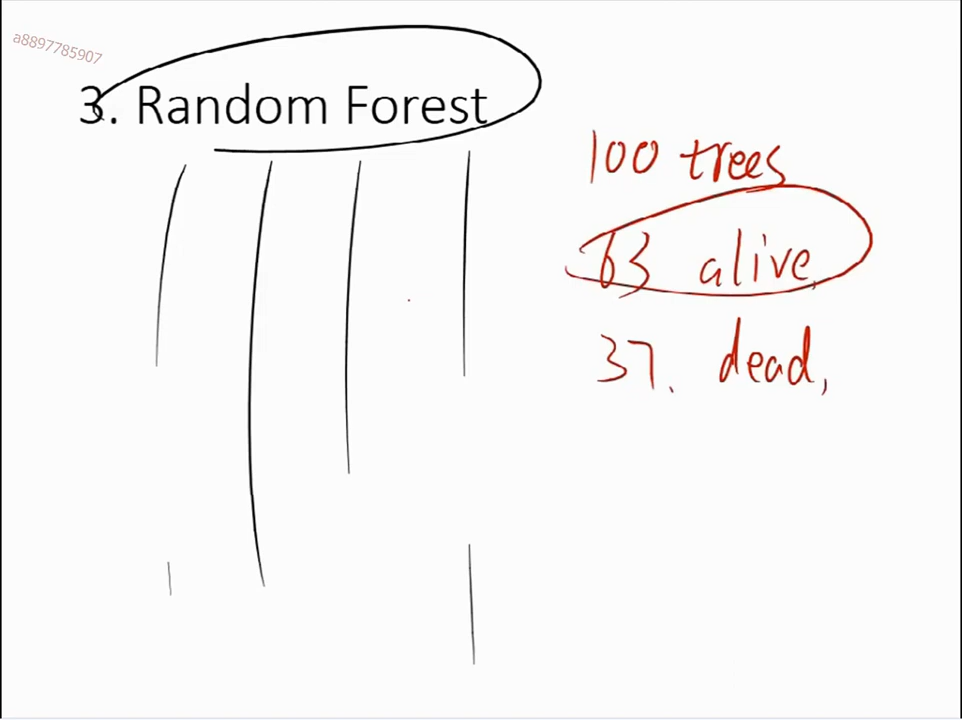 a8897785907
3. Random Forest
100 trees
63 alive,
37. dead,